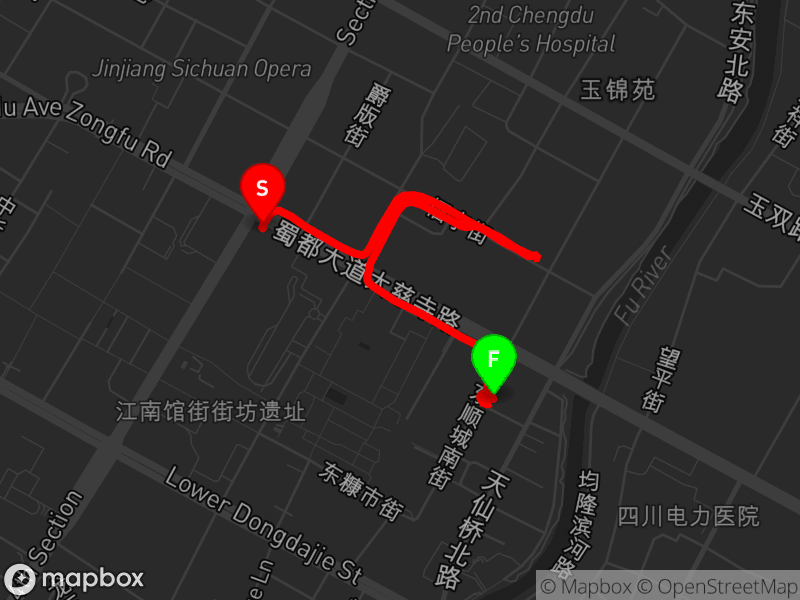 2nd Chengdu
People's Hospital
Section
东安北路
Jinjiang Sichuan Opera
爵版街
玉锦苑
Ave Zongfu Rd
S
蜀都大道大慈寺路
玉双路
Fu River
F
望平街
江南馆街街坊遗址
顺城南街
东糠市街
天仙桥北路
均隆滨河路
四川电力医院
Lower Dongdajie St
Section
Ln
mapbox
© Mapbox © OpenStreetMap